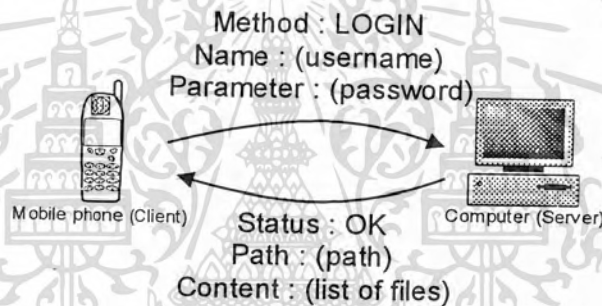 Method : LOGIN
Name : (username)
Parameter : (password)
Mobile phone (Client)
Computer (Server)
Status : OK
Path : (path)
Content : (list of files)